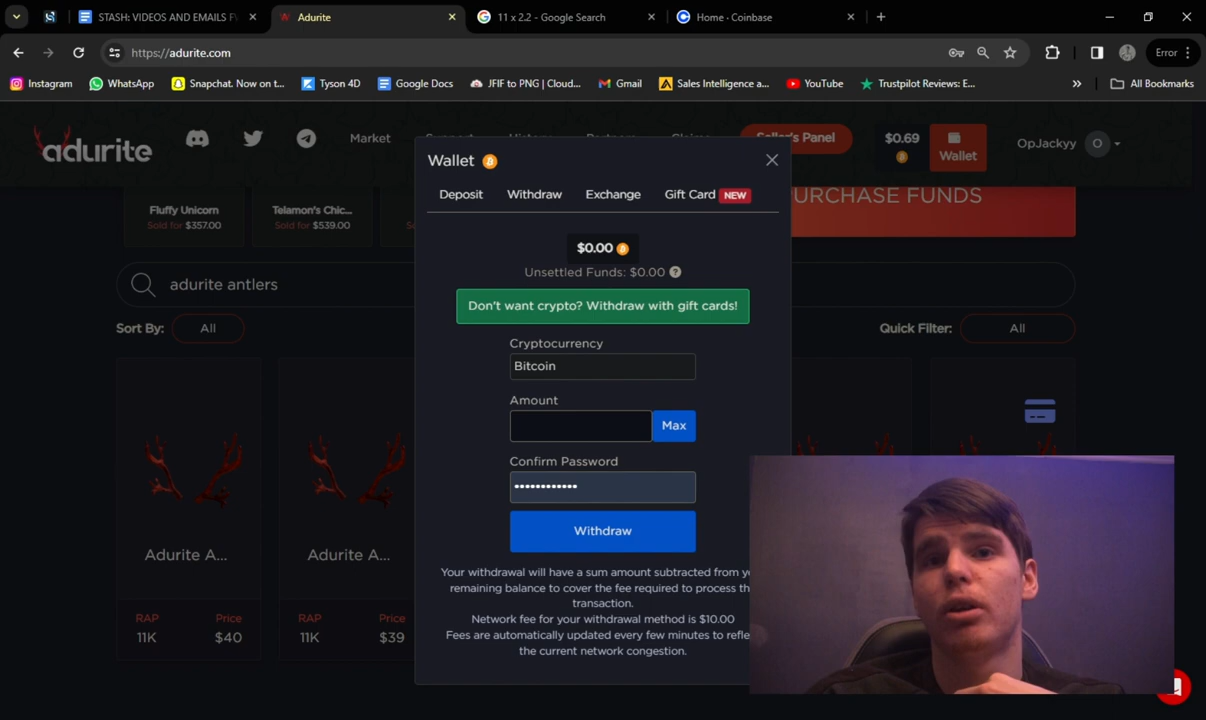 STASH: VIDEOS AND EMAILS F
Adurite
11 x 2.2 - Google Search
Home · Coinbase
https://adurite.com
Error
Instagram
WhatsApp
Snapchat. Now on t...
Tyson 4D
Google Docs
JFIF to PNG | Cloud...
Gmail
Sales Intelligence a...
YouTube
Trustpilot Reviews: E...
»
All Bookmarks
adurite
Market
Seller's Panel
$0.69
Wallet
OpJackyy
O
Fluffy Unicorn
Sold for $357.00
Telamon's Chic...
Sold for $539.00
URCHASE FUNDS
adurite antlers
Sort By:
All
Quick Filter:
All
Adurite A...
RAP
Price
11K
$40
Adurite A...
RAP
Price
11K
$39
Wallet
Deposit
Withdraw
Exchange
Gift Card NEW
$0.00
Unsettled Funds: $0.00 ?
Don't want crypto? Withdraw with gift cards!
Cryptocurrency
Bitcoin
Amount
Max
Confirm Password
••••••••••••
Withdraw
Your withdrawal will have a sum amount subtracted from
remaining balance to cover the fee required to process
transaction.
Network fee for your withdrawal method is $10.00
Fees are automatically updated every few minutes to
the current network congestion.